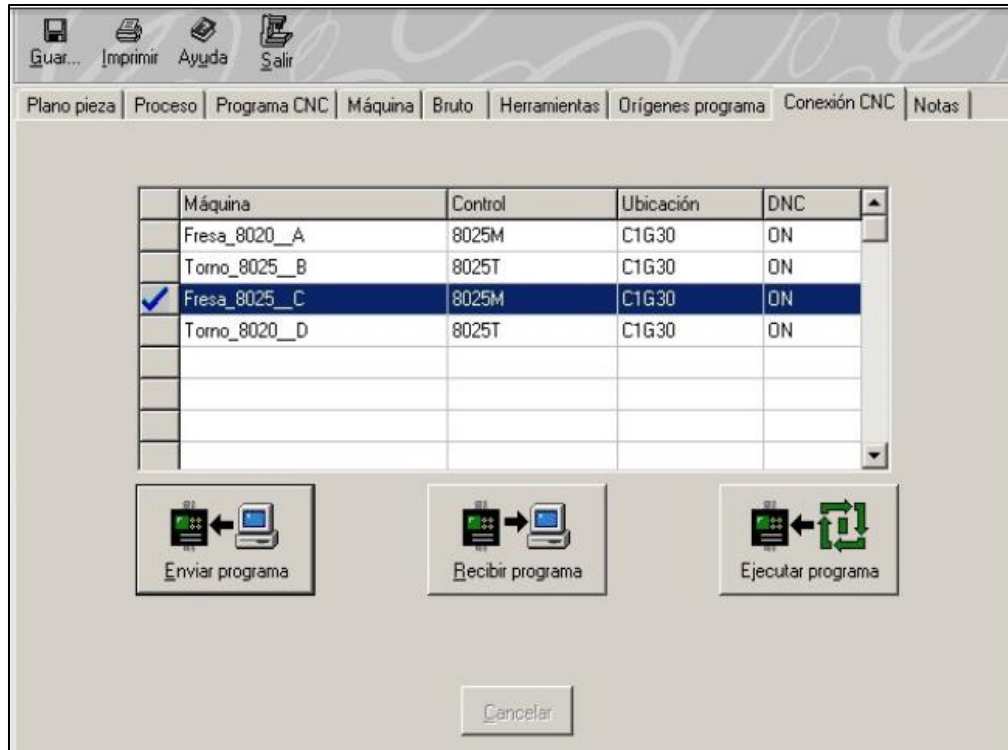 Guar... Imprimir Ayuda Salir
Plano pieza Proceso Programa CNC Máquina Bruto Herramientas Orígenes programa Conexión CNC Notas
Máquina Control Ubicación DNC
Fresa_8020__A 8025M C1G30 ON
Torno_8025__B 8025T C1G30 ON
Fresa_8025__C 8025M C1G30 ON
Torno_8020__D 8025T C1G30 ON
Enviar programa Recibir programa Ejecutar programa
Cancelar